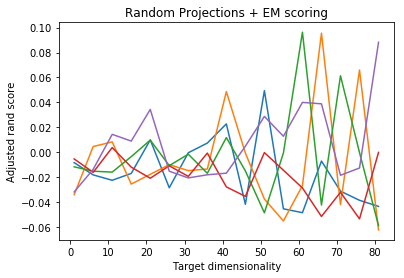 Random Projections + EM scoring
Adjusted rand score
0.10
0.08
0.06
0.04
0.02
0.00
−0.02
−0.04
−0.06
0 10 20 30 40 50 60 70 80
Target dimensionality